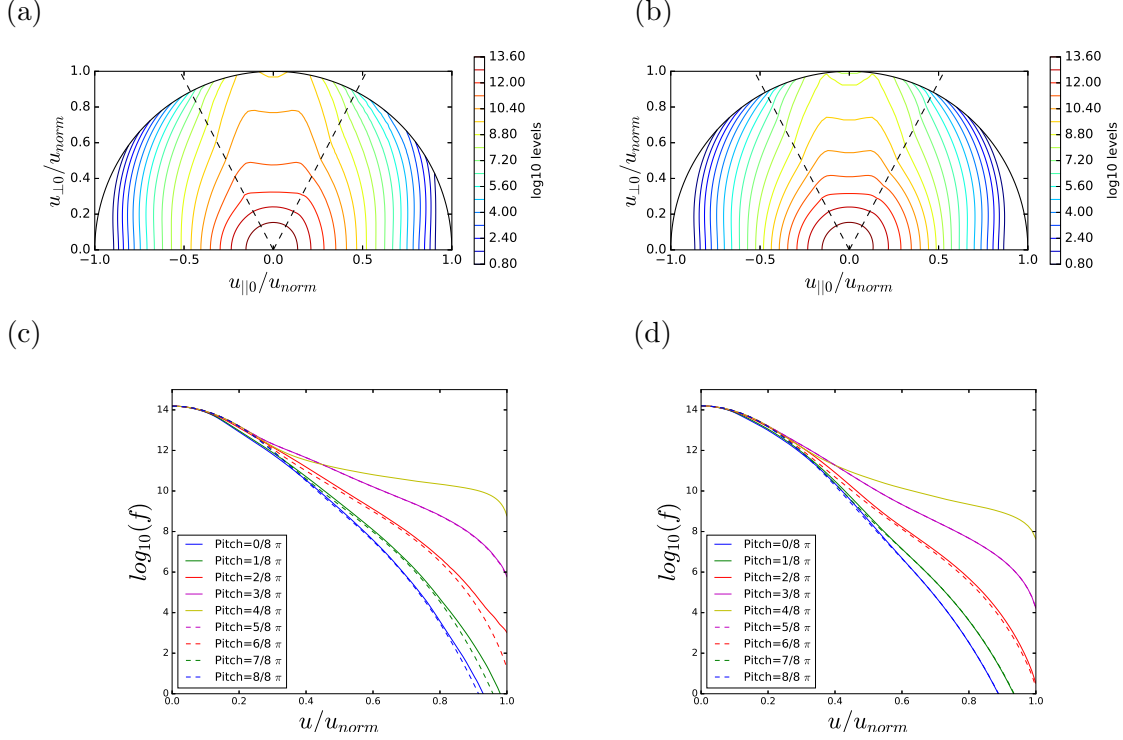 (a)
(b)
u⊥0/unorm
1.0
0.8
0.6
0.4
0.2
0.0
−1.0 −0.5 0.0 0.5 1.0
u||0/unorm
13.60
12.00
10.40
8.80
7.20
5.60
4.00
2.40
0.80
log10 levels
u⊥0/unorm
1.0
0.8
0.6
0.4
0.2
0.0
−1.0 −0.5 0.0 0.5 1.0
u||0/unorm
13.60
12.00
10.40
8.80
7.20
5.60
4.00
2.40
0.80
log10 levels
(c)
(d)
log10(f)
14
12
10
8
6
4
2
0
Pitch=0/8 π
Pitch=1/8 π
Pitch=2/8 π
Pitch=3/8 π
Pitch=4/8 π
Pitch=5/8 π
Pitch=6/8 π
Pitch=7/8 π
Pitch=8/8 π
0.0 0.2 0.4 0.6 0.8 1.0
u/unorm
log10(f)
14
12
10
8
6
4
2
0
Pitch=0/8 π
Pitch=1/8 π
Pitch=2/8 π
Pitch=3/8 π
Pitch=4/8 π
Pitch=5/8 π
Pitch=6/8 π
Pitch=7/8 π
Pitch=8/8 π
0.0 0.2 0.4 0.6 0.8 1.0
u/unorm